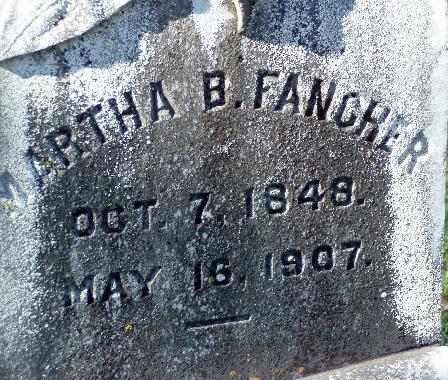 MARTHA B. FANCHER
OCT. 7, 1848.
MAY 16, 1907.